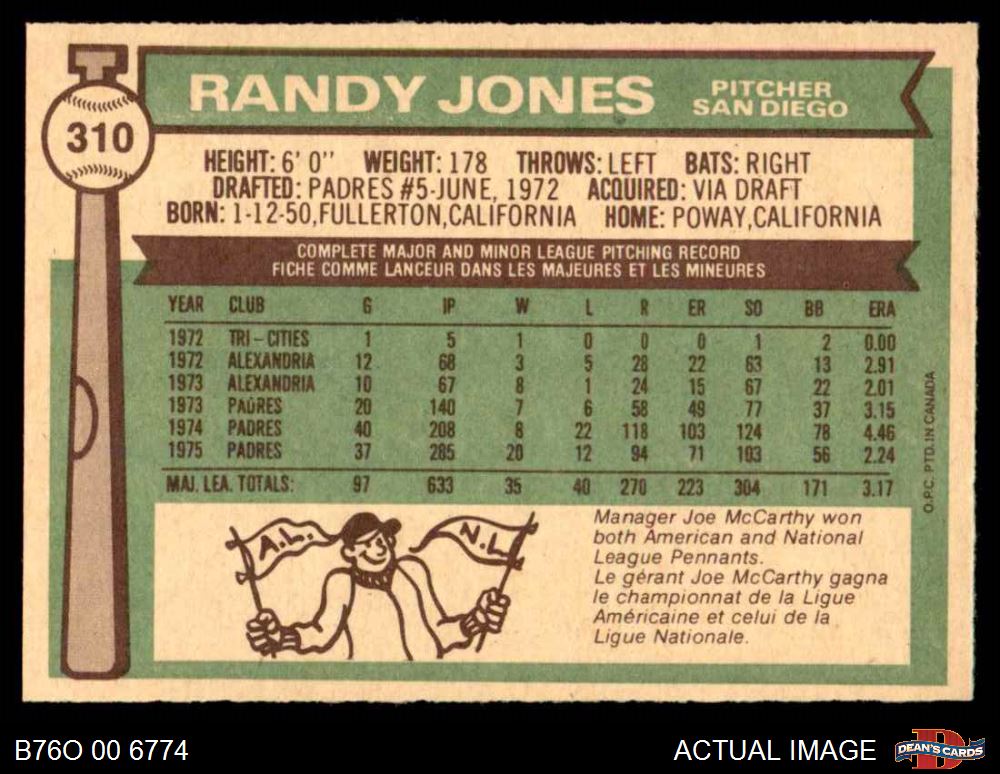 RANDY JONES
PITCHER
SAN DIEGO
310
HEIGHT: 6' 0" WEIGHT: 178 THROWS: LEFT BATS: RIGHT
DRAFTED: PADRES #5-JUNE, 1972 ACQUIRED: VIA DRAFT
BORN: 1-12-50,FULLERTON,CALIFORNIA HOME: POWAY,CALIFORNIA
COMPLETE MAJOR AND MINOR LEAGUE PITCHING RECORD
FICHE COMME LANCEUR DANS LES MAJEURES ET LES MINEURES
YEAR CLUB G IP W L R ER SO BB ERA
1972 TRI-CITIES 1 5 1 0 0 0 1 2 0.00
1972 ALEXANDRIA 12 68 3 5 28 22 63 13 2.91
1973 ALEXANDRIA 10 67 8 1 24 15 67 22 2.01
1973 PADRES 20 140 7 6 58 49 77 37 3.15
1974 PADRES 40 208 8 22 118 103 124 78 4.46
1975 PADRES 37 285 20 12 94 71 103 56 2.24
MAJ. LEA. TOTALS: 97 633 35 40 270 223 304 171 3.17
O.P.C. PTD. IN CANADA
A.L.
N.L.
Manager Joe McCarthy won
both American and National
League Pennants.
Le gérant Joe McCarthy gagna
le championnat de la Ligue
Américaine et celui de la
Ligue Nationale.
B76O 00 6774
ACTUAL IMAGE
D
DEAN'S CARDS